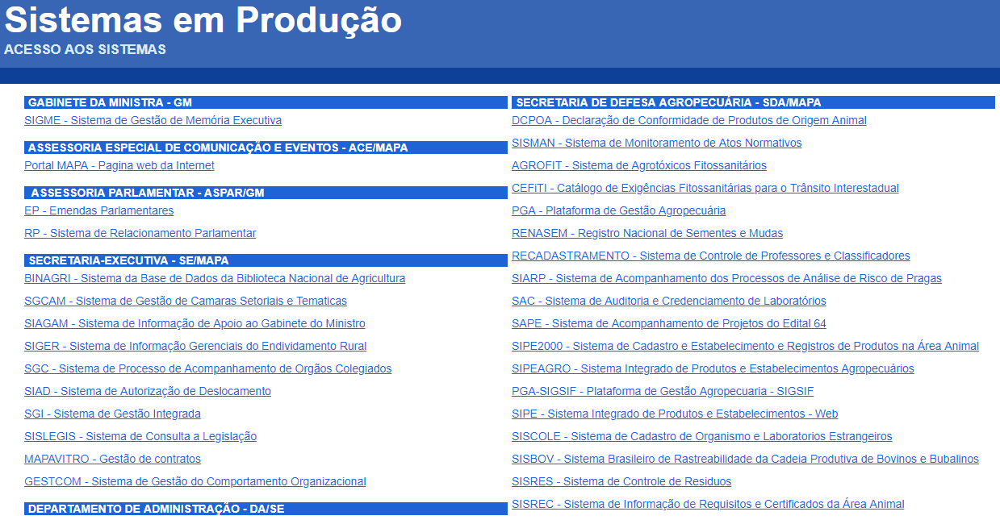 Sistemas em Produção
ACESSO AOS SISTEMAS
GABINETE DA MINISTRA - GM
SIGME - Sistema de Gestão de Memória Executiva
ASSESSORIA ESPECIAL DE COMUNICAÇÃO E EVENTOS - ACE/MAPA
Portal MAPA - Pagina web da Internet
ASSESSORIA PARLAMENTAR - ASPAR/GM
EP - Emendas Parlamentares
RP - Sistema de Relacionamento Parlamentar
SECRETARIA-EXECUTIVA - SE/MAPA
BINAGRI - Sistema da Base de Dados da Biblioteca Nacional de Agricultura
SGCAM - Sistema de Gestão de Camaras Setoriais e Tematicas
SIAGAM - Sistema de Informação de Apoio ao Gabinete do Ministro
SIGER - Sistema de Informação Gerenciais do Endividamento Rural
SGC - Sistema de Processo de Acompanhamento de Orgãos Colegiados
SIAD - Sistema de Autorização de Deslocamento
SGI - Sistema de Gestão Integrada
SISLEGIS - Sistema de Consulta a Legislação
MAPAVITRO - Gestão de contratos
GESTCOM - Sistema de Gestão do Comportamento Organizacional
DEPARTAMENTO DE ADMINISTRAÇÃO - DA/SE
SECRETARIA DE DEFESA AGROPECUÁRIA - SDA/MAPA
DCPOA - Declaração de Conformidade de Produtos de Origem Animal
SISMAN - Sistema de Monitoramento de Atos Normativos
AGROFIT - Sistema de Agrotóxicos Fitossanitários
CEFiTI - Catálogo de Exigências Fitossanitárias para o Trânsito Interestadual
PGA - Plataforma de Gestão Agropecuária
RENASEM - Registro Nacional de Sementes e Mudas
RECADASTRAMENTO - Sistema de Controle de Professores e Classificadores
SIARP - Sistema de Acompanhamento dos Processos de Análise de Risco de Pragas
SAC - Sistema de Auditoria e Credenciamento de Laboratórios
SAPE - Sistema de Acompanhamento de Projetos do Edital 64
SIPE2000 - Sistema de Cadastro e Estabelecimento e Registros de Produtos na Área Animal
SIPEAGRO - Sistema Integrado de Produtos e Estabelecimentos Agropecuários
PGA-SIGSIF - Plataforma de Gestão Agropecuaria - SIGSIF
SIPE - Sistema Integrado de Produtos e Estabelecimentos - Web
SISCOLE - Sistema de Cadastro de Organismo e Laboratorios Estrangeiros
SISBOV - Sistema Brasileiro de Rastreabilidade da Cadeia Produtiva de Bovinos e Bubalinos
SISRES - Sistema de Controle de Residuos
SISREC - Sistema de Informação de Requisitos e Certificados da Área Animal